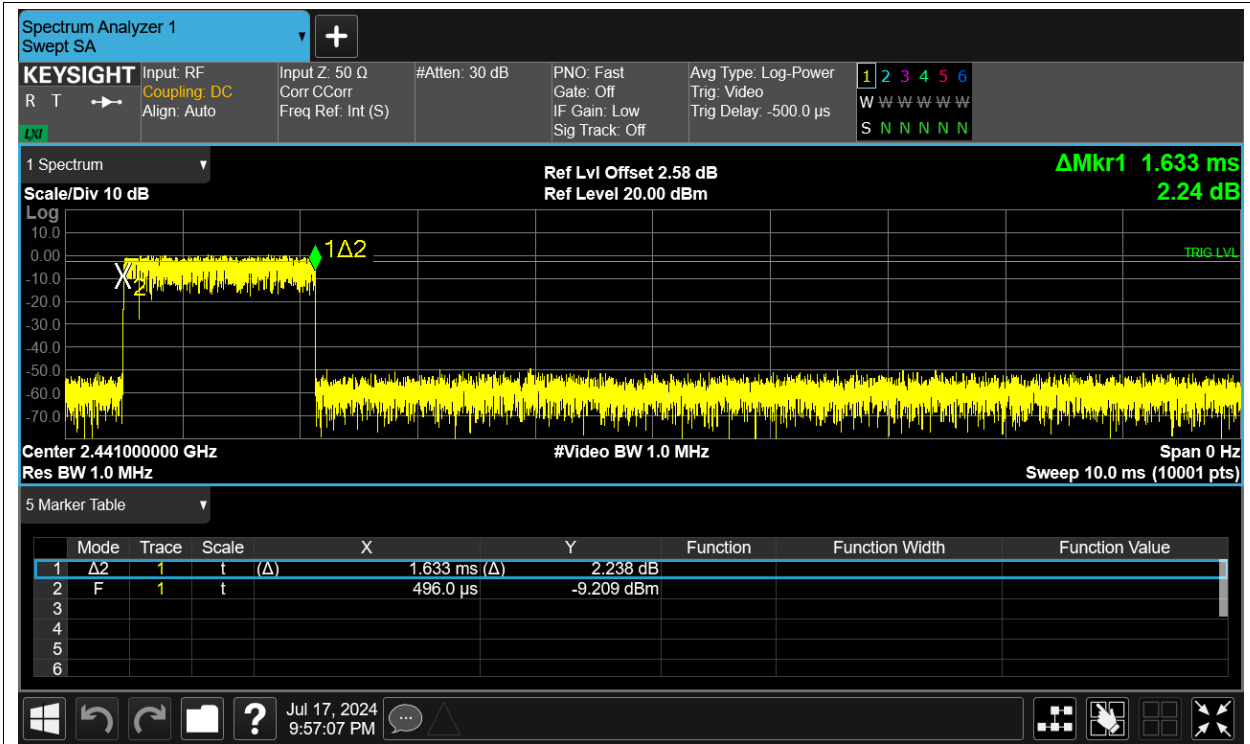 Spectrum Analyzer 1
Swept SA
KEYSIGHT
R T
LXI
Input: RF
Coupling: DC
Align: Auto
Input Z: 50 Ω
Corr CCorr
Freq Ref: Int (S)
#Atten: 30 dB
PNO: Fast
Gate: Off
IF Gain: Low
Sig Track: Off
Avg Type: Log-Power
Trig: Video
Trig Delay: -500.0 µs
1 2 3 4 5 6
W W W W W W
S N N N N N
1 Spectrum
Scale/Div 10 dB
Ref Lvl Offset 2.58 dB
Ref Level 20.00 dBm
ΔMkr1 1.633 ms
2.24 dB
Log
10.0
0.00
-10.0
-20.0
-30.0
-40.0
-50.0
-60.0
-70.0
X2
1Δ2
TRIG LVL
Center 2.441000000 GHz
#Video BW 1.0 MHz
Span 0 Hz
Res BW 1.0 MHz
Sweep 10.0 ms (10001 pts)
5 Marker Table
Mode Trace Scale X Y Function Function Width Function Value
1 Δ2 1 t (Δ) 1.633 ms (Δ) 2.238 dB
2 F 1 t 496.0 µs -9.209 dBm
3
4
5
6
?
Jul 17, 2024
9:57:07 PM